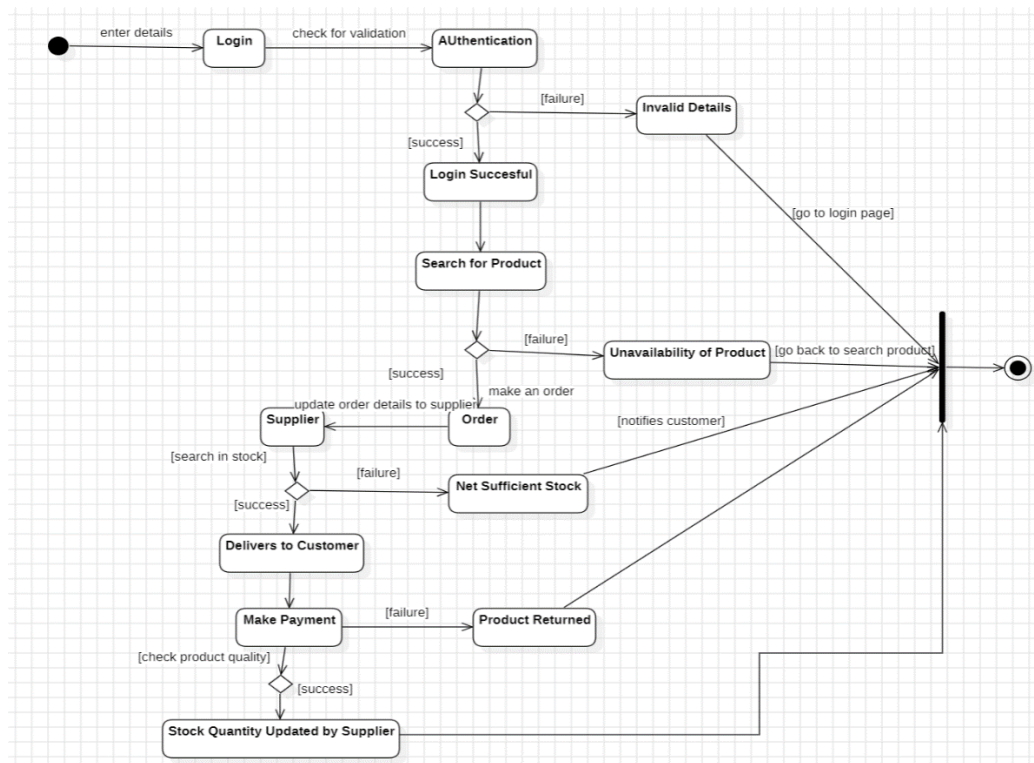 enter details
Login
check for validation
AUthentication
[failure]
Invalid Details
[success]
Login Succesful
[go to login page]
Search for Product
[failure]
Unavailability of Product
[go back to search product]
[success]
make an order
update order details to supplier
Supplier
Order
[notifies customer]
[search in stock]
[failure]
Net Sufficient Stock
[success]
Delivers to Customer
Make Payment
[failure]
Product Returned
[check product quality]
[success]
Stock Quantity Updated by Supplier